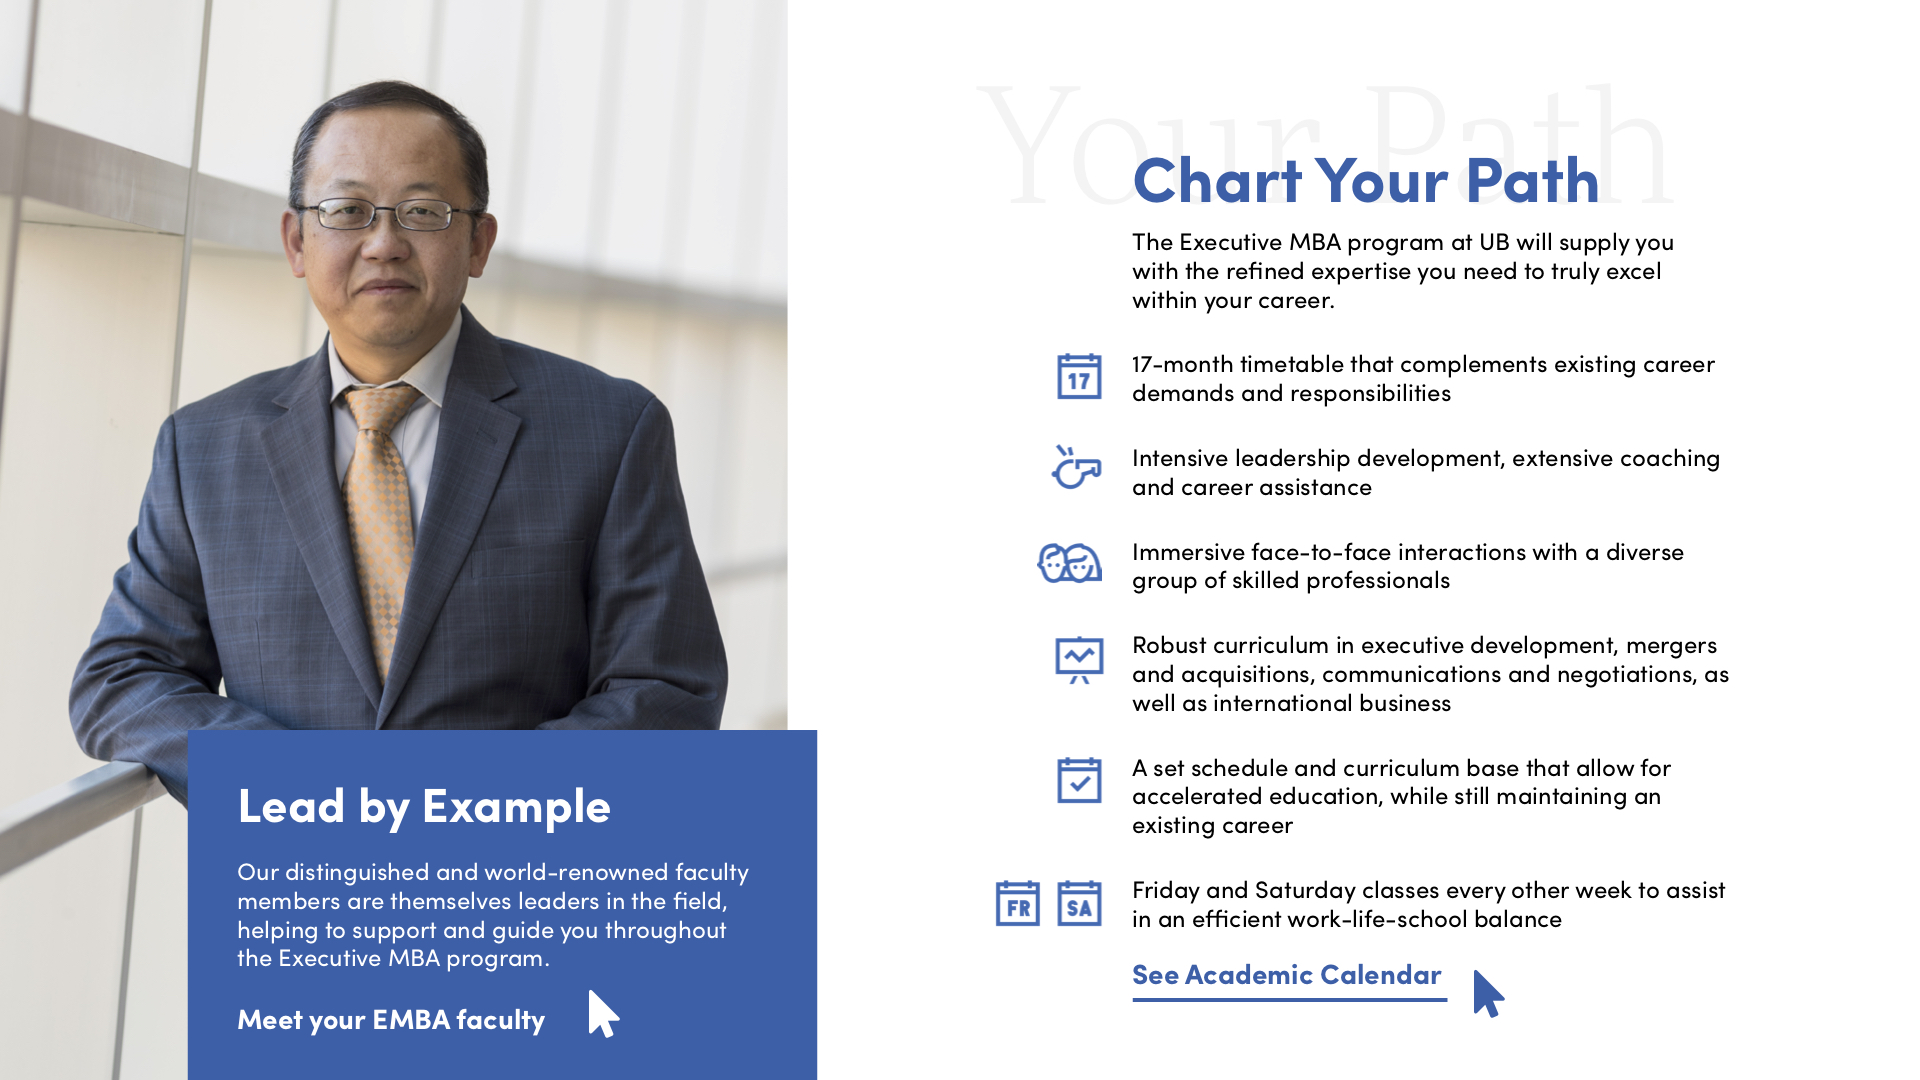 Your Path
Chart Your Path
The Executive MBA program at UB will supply you
with the refined expertise you need to truly excel
within your career.
17
17-month timetable that complements existing career
demands and responsibilities
Intensive leadership development, extensive coaching
and career assistance
Immersive face-to-face interactions with a diverse
group of skilled professionals
Robust curriculum in executive development, mergers
and acquisitions, communications and negotiations, as
well as international business
A set schedule and curriculum base that allow for
accelerated education, while still maintaining an
existing career
FR SA
Friday and Saturday classes every other week to assist
in an efficient work-life-school balance
See Academic Calendar
Lead by Example
Our distinguished and world-renowned faculty
members are themselves leaders in the field,
helping to support and guide you throughout
the Executive MBA program.
Meet your EMBA faculty